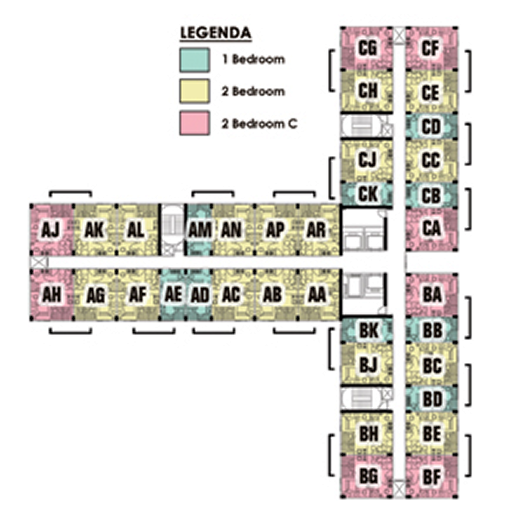 LEGENDA
1 Bedroom
2 Bedroom
2 Bedroom C
CG CF
CH CE
CD
CJ CC
CK CB
CA
AJ AK AL AM AN AP AR
AH AG AF AE AD AC AB AA
BA
BK BB
BJ BC
BD
BH BE
BG BF